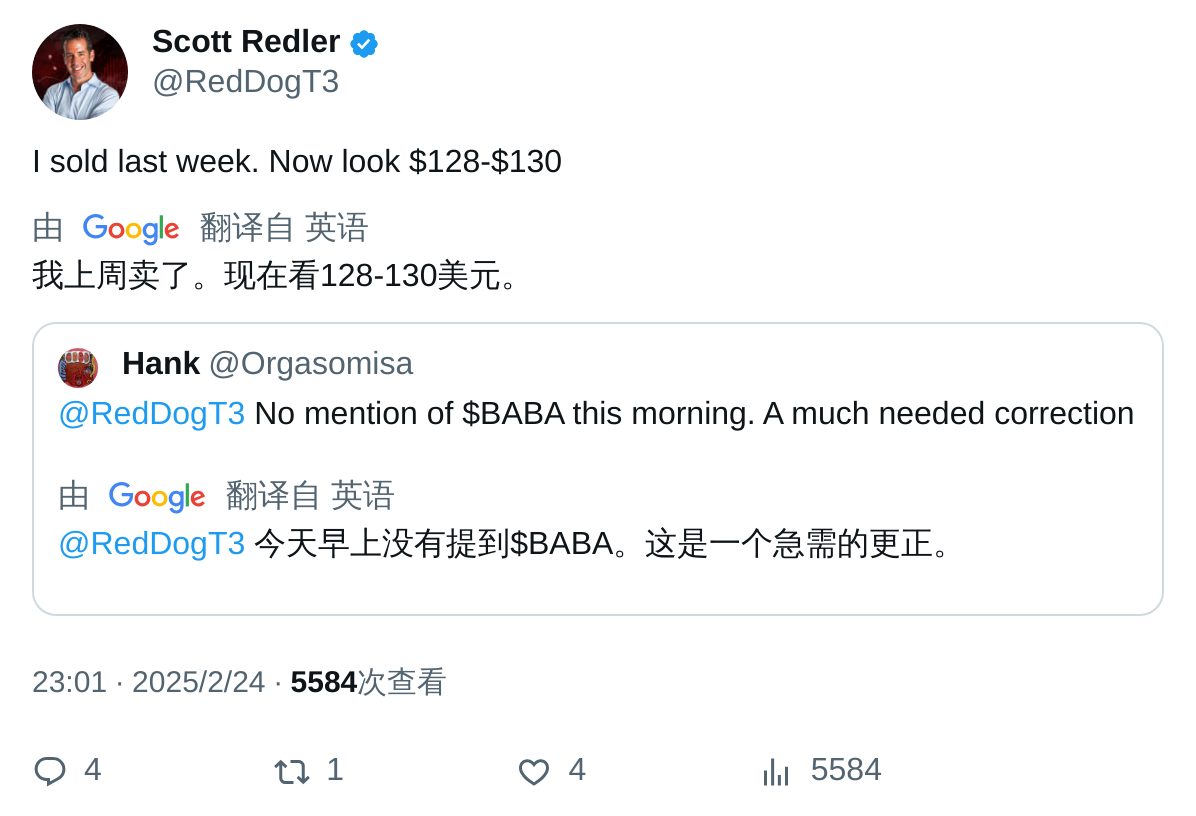 Scott Redler
@RedDogT3
I sold last week. Now look $128-$130
由 Google 翻译自 英语
我上周卖了。现在看128-130美元。
Hank @Orgasomisa
@RedDogT3 No mention of $BABA this morning. A much needed correction
由 Google 翻译自 英语
@RedDogT3 今天早上没有提到$BABA。这是一个急需的更正。
23:01 · 2025/2/24 · 5584次查看
4 1 4 5584